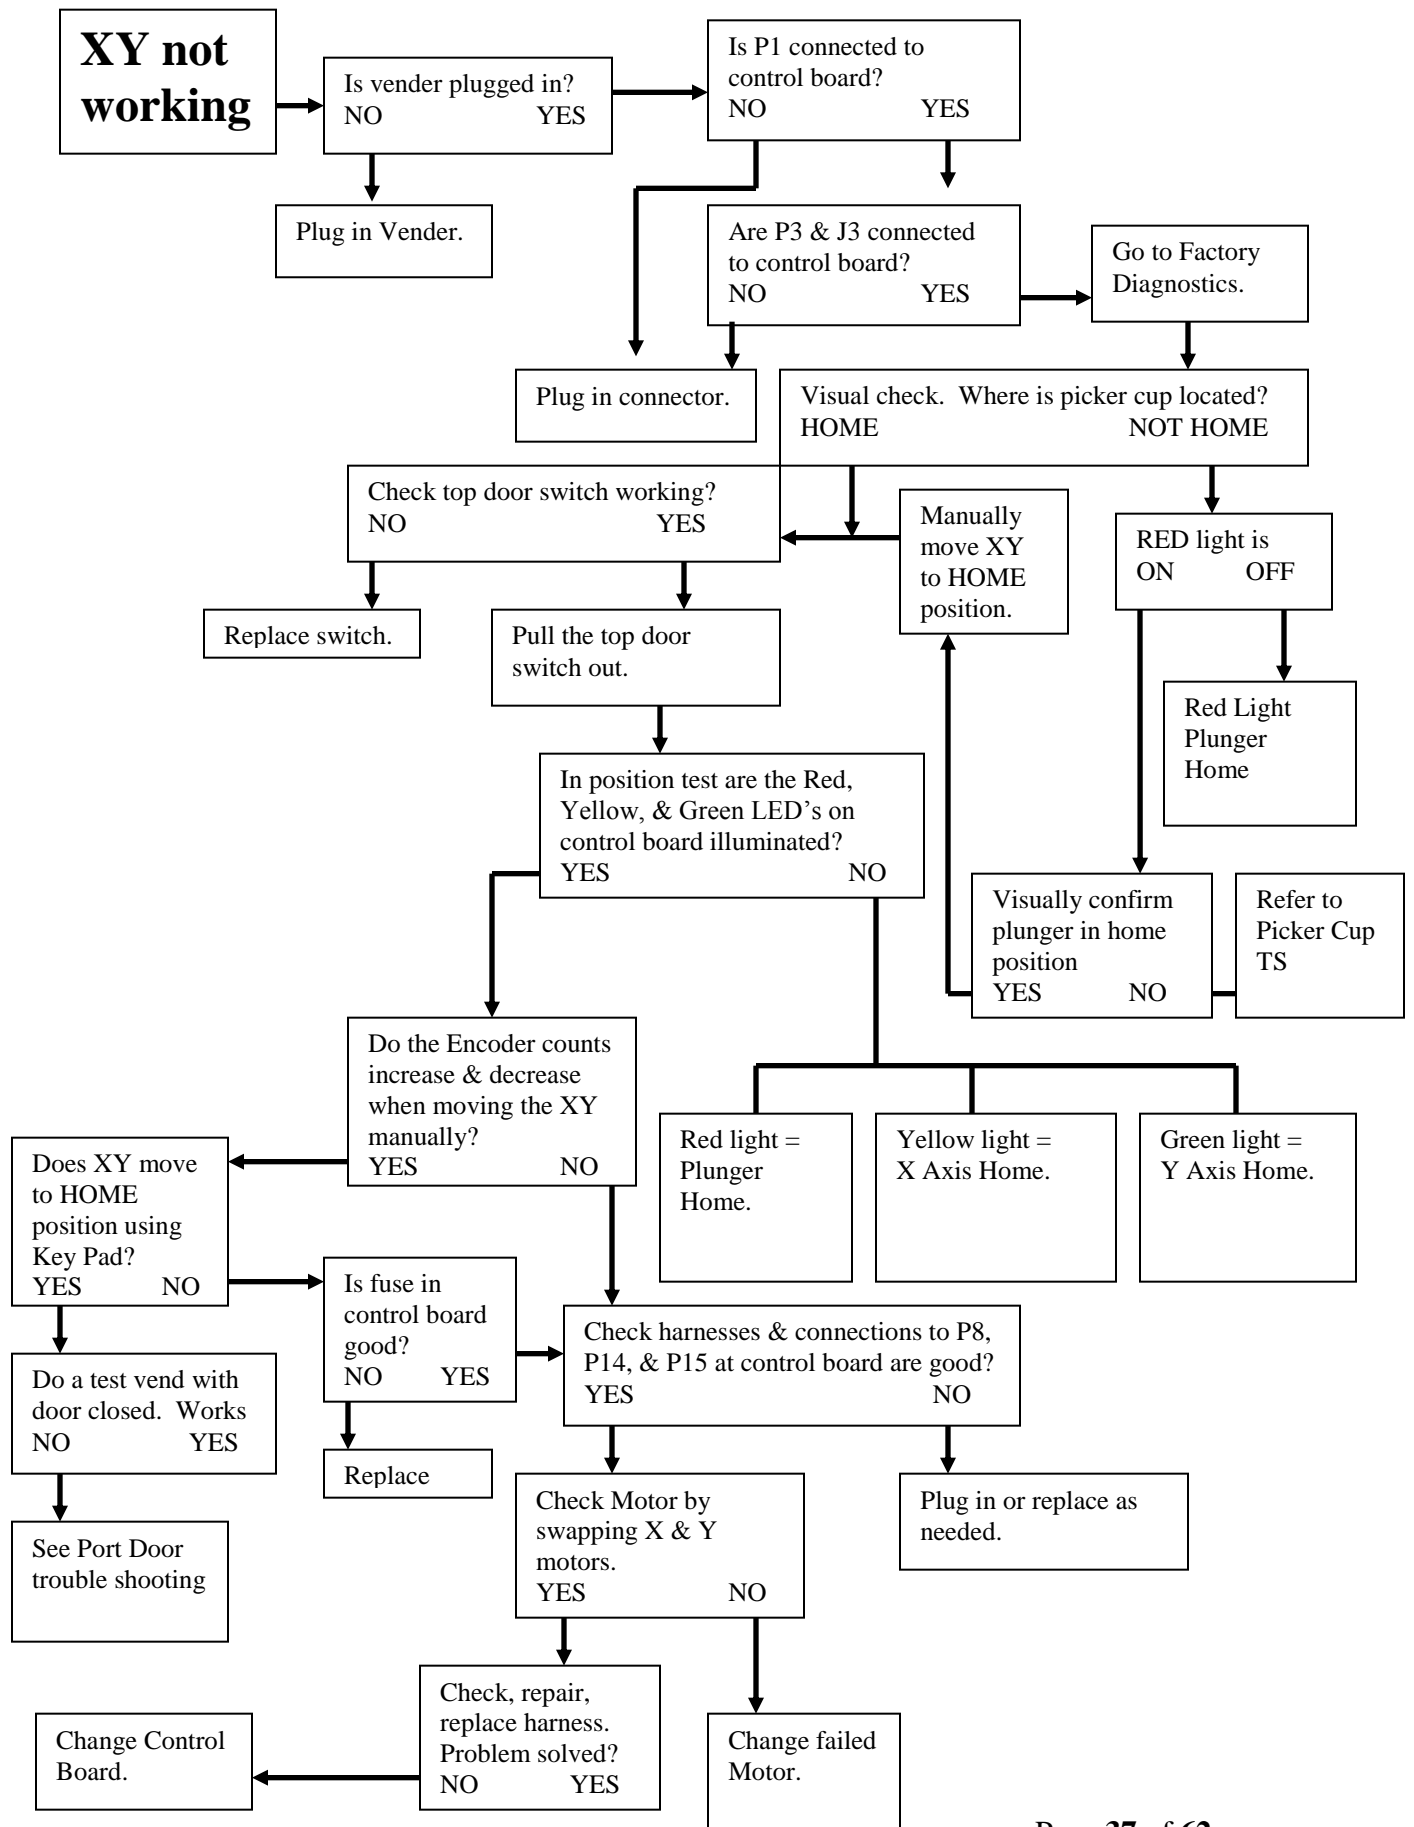 XY not
working
Is vender plugged in?
NO YES
Is P1 connected to
control board?
NO YES
Plug in Vender.
Are P3 & J3 connected
to control board?
NO YES
Go to Factory
Diagnostics.
Plug in connector.
Visual check. Where is picker cup located?
HOME NOT HOME
Check top door switch working?
NO YES
Manually
move XY
to HOME
position.
RED light is
ON OFF
Replace switch.
Pull the top door
switch out.
Red Light
Plunger
Home
In position test are the Red,
Yellow, & Green LED’s on
control board illuminated?
YES NO
Visually confirm
plunger in home
position
YES NO
Refer to
Picker Cup
TS
Do the Encoder counts
increase & decrease
when moving the XY
manually?
YES NO
Red light =
Plunger
Home.
Yellow light =
X Axis Home.
Green light =
Y Axis Home.
Does XY move
to HOME
position using
Key Pad?
YES NO
Is fuse in
control board
good?
NO YES
Check harnesses & connections to P8,
P14, & P15 at control board are good?
YES NO
Do a test vend with
door closed. Works
NO YES
Replace
Check Motor by
swapping X & Y
motors.
YES NO
Plug in or replace as
needed.
See Port Door
trouble shooting
Check, repair,
replace harness.
Problem solved?
NO YES
Change Control
Board.
Change failed
Motor.
Page 37 of 62